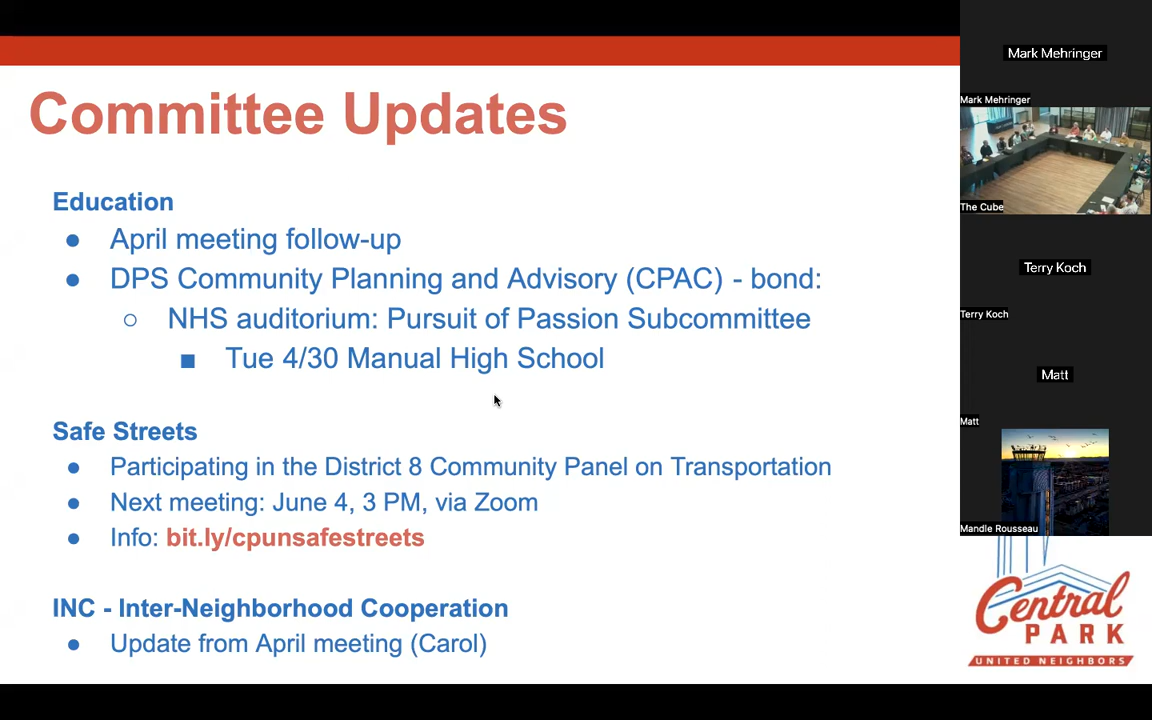 Committee Updates
Education
● April meeting follow-up
● DPS Community Planning and Advisory (CPAC) - bond:
○ NHS auditorium: Pursuit of Passion Subcommittee
■ Tue 4/30 Manual High School
Safe Streets
● Participating in the District 8 Community Panel on Transportation
● Next meeting: June 4, 3 PM, via Zoom
● Info: bit.ly/cpunsafestreets
INC - Inter-Neighborhood Cooperation
● Update from April meeting (Carol)
Mark Mehringer
Mark Mehringer
The Cube
Terry Koch
Terry Koch
Matt
Matt
Mandle Rousseau
Central
PARK
UNITED NEIGHBORS